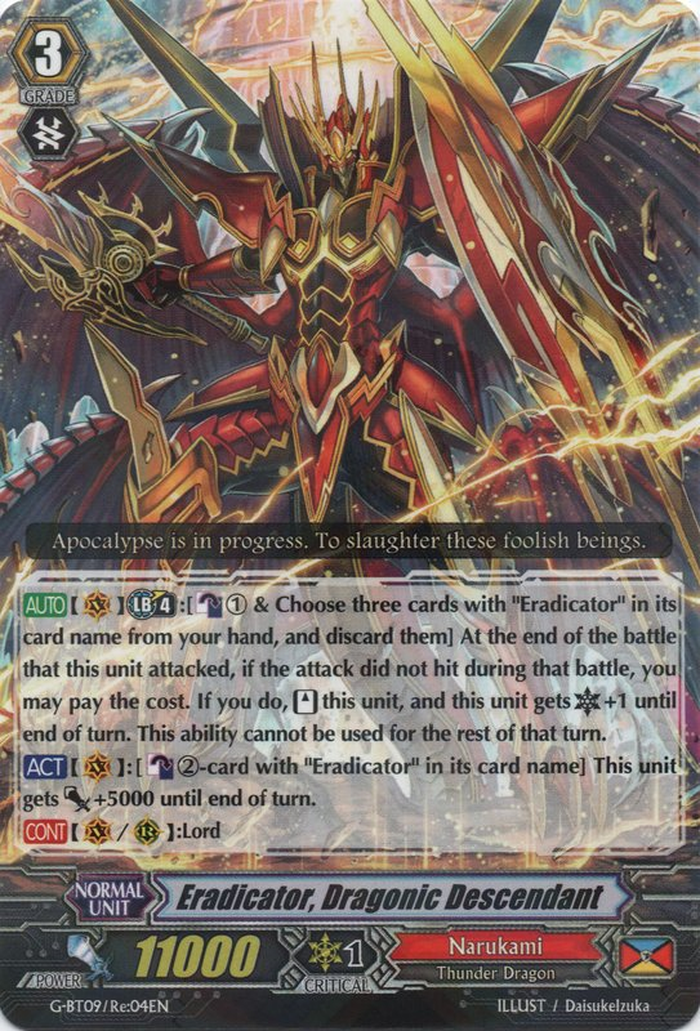 3
GRADE
Apocalypse is in progress. To slaughter these foolish beings.
AUTO【 】LB4:[ ① & Choose three cards with "Eradicator" in its
card name from your hand, and discard them] At the end of the battle
that this unit attacked, if the attack did not hit during that battle, you
may pay the cost. If you do, this unit, and this unit gets +1 until
end of turn. This ability cannot be used for the rest of that turn.
ACT【 】:[ ②-card with "Eradicator" in its card name] This unit
gets +5000 until end of turn.
CONT【 / R 】:Lord
NORMAL
UNIT
Eradicator, Dragonic Descendant
POWER
11000
1
CRITICAL
Narukami
Thunder Dragon
G-BT09/Re:04EN
ILLUST / DaisukeIzuka